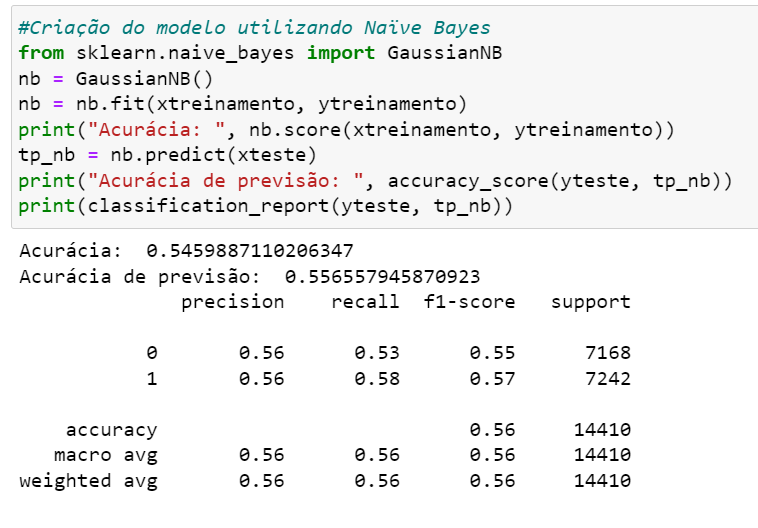 #Criação do modelo utilizando Naïve Bayes
from sklearn.naive_bayes import GaussianNB
nb = GaussianNB()
nb = nb.fit(xtreinamento, ytreinamento)
print("Acurácia: ", nb.score(xtreinamento, ytreinamento))
tp_nb = nb.predict(xteste)
print("Acurácia de previsão: ", accuracy_score(yteste, tp_nb))
print(classification_report(yteste, tp_nb))
Acurácia:  0.5459887110206347
Acurácia de previsão:  0.556557945870923
              precision    recall  f1-score   support
           0       0.56      0.53      0.55      7168
           1       0.56      0.58      0.57      7242
    accuracy                           0.56     14410
   macro avg       0.56      0.56      0.56     14410
weighted avg       0.56      0.56      0.56     14410